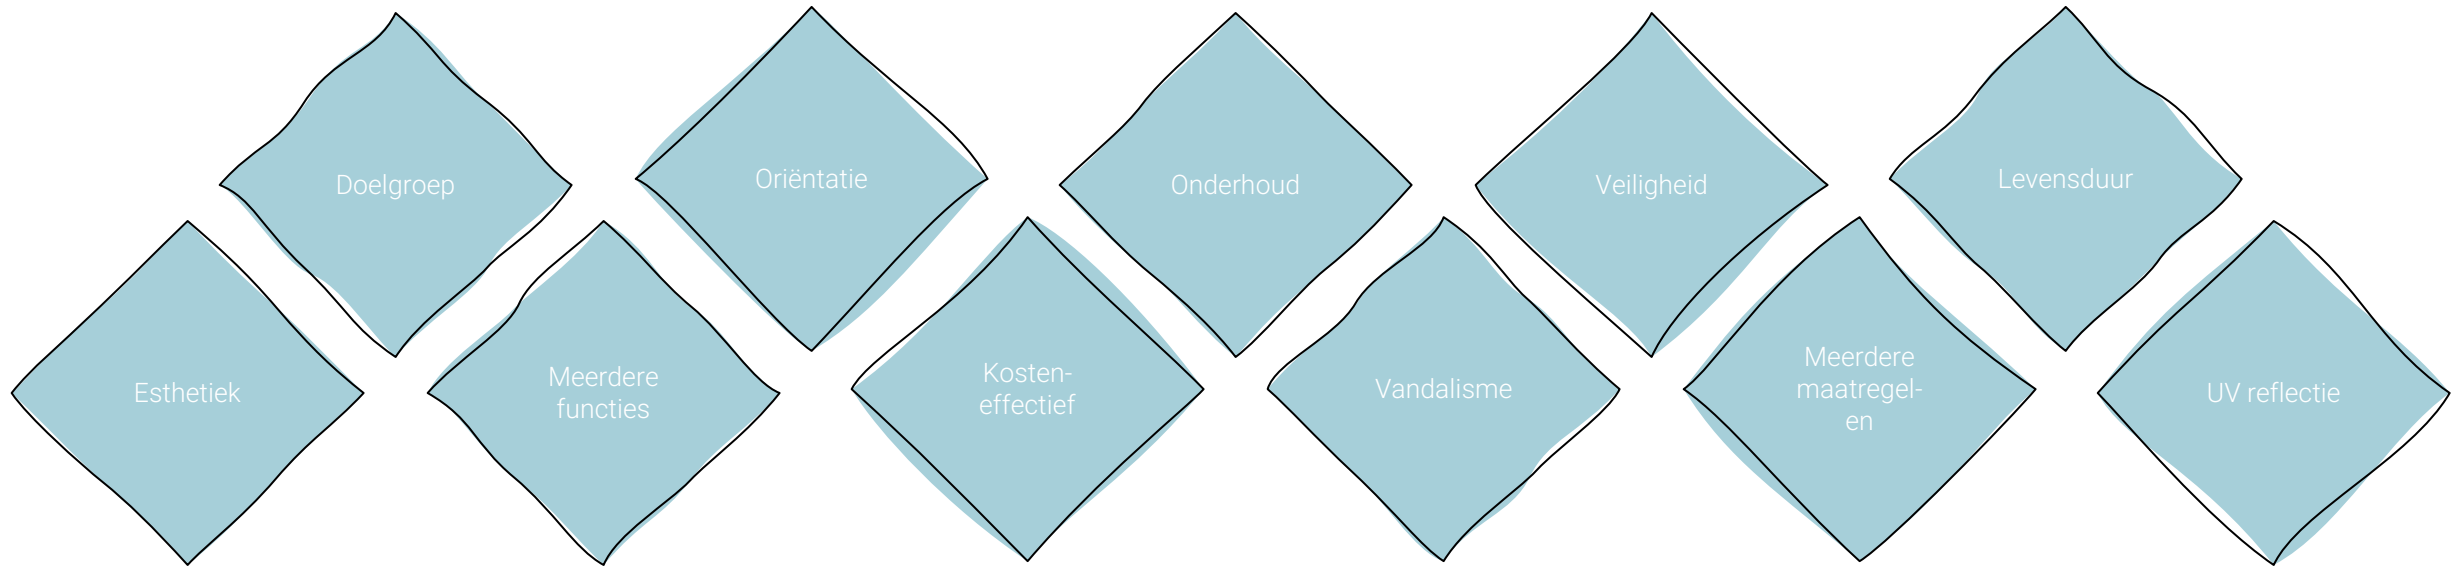 Doelgroep
Oriëntatie
Onderhoud
Veiligheid
Levensduur
Esthetiek
Meerdere
functies
Kosten-
effectief
Vandalisme
Meerdere
maatregel-
en
UV reflectie